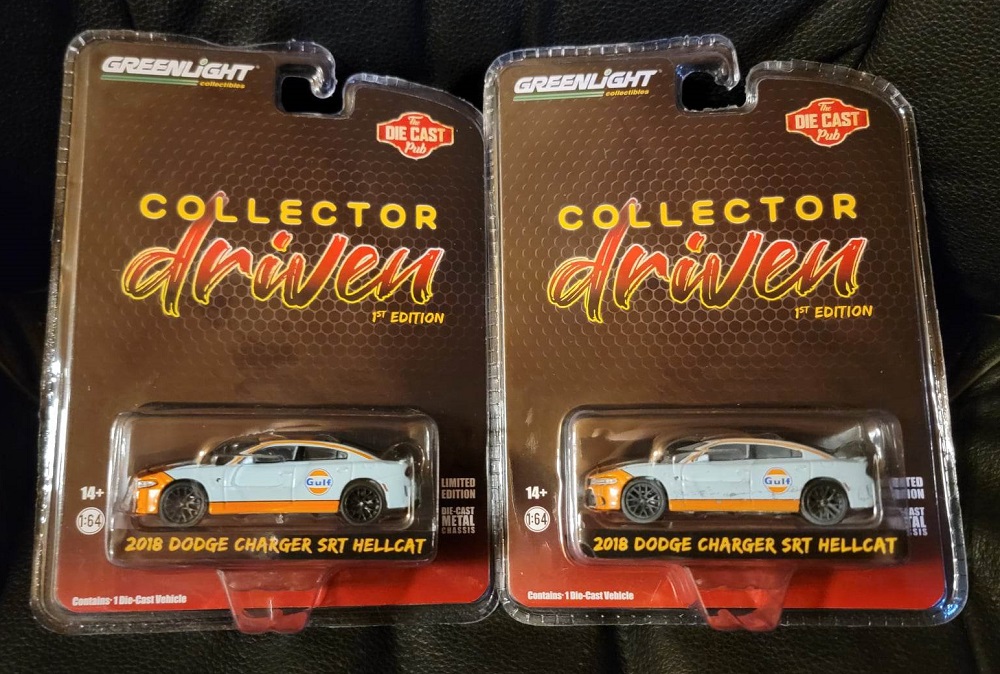 GREENLIGHT
collectibles
The
DIE CAST
Pub
COLLECTOR
driven
1ST EDITION
Gulf
14+
1:64
LIMITED
EDITION
DIE-CAST
METAL
CHASSIS
2018 DODGE CHARGER SRT HELLCAT
Contains: 1 Die-Cast Vehicle
GREENLIGHT
collectibles
The
DIE CAST
Pub
COLLECTOR
driven
1ST EDITION
Gulf
14+
1:64
2018 DODGE CHARGER SRT HELLCAT
Contains: 1 Die-Cast Vehicle